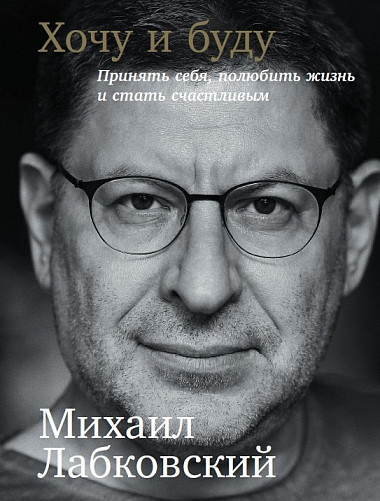 Хочу и буду
Принять себя, полюбить жизнь
и стать счастливым
Михаил
Лабковский